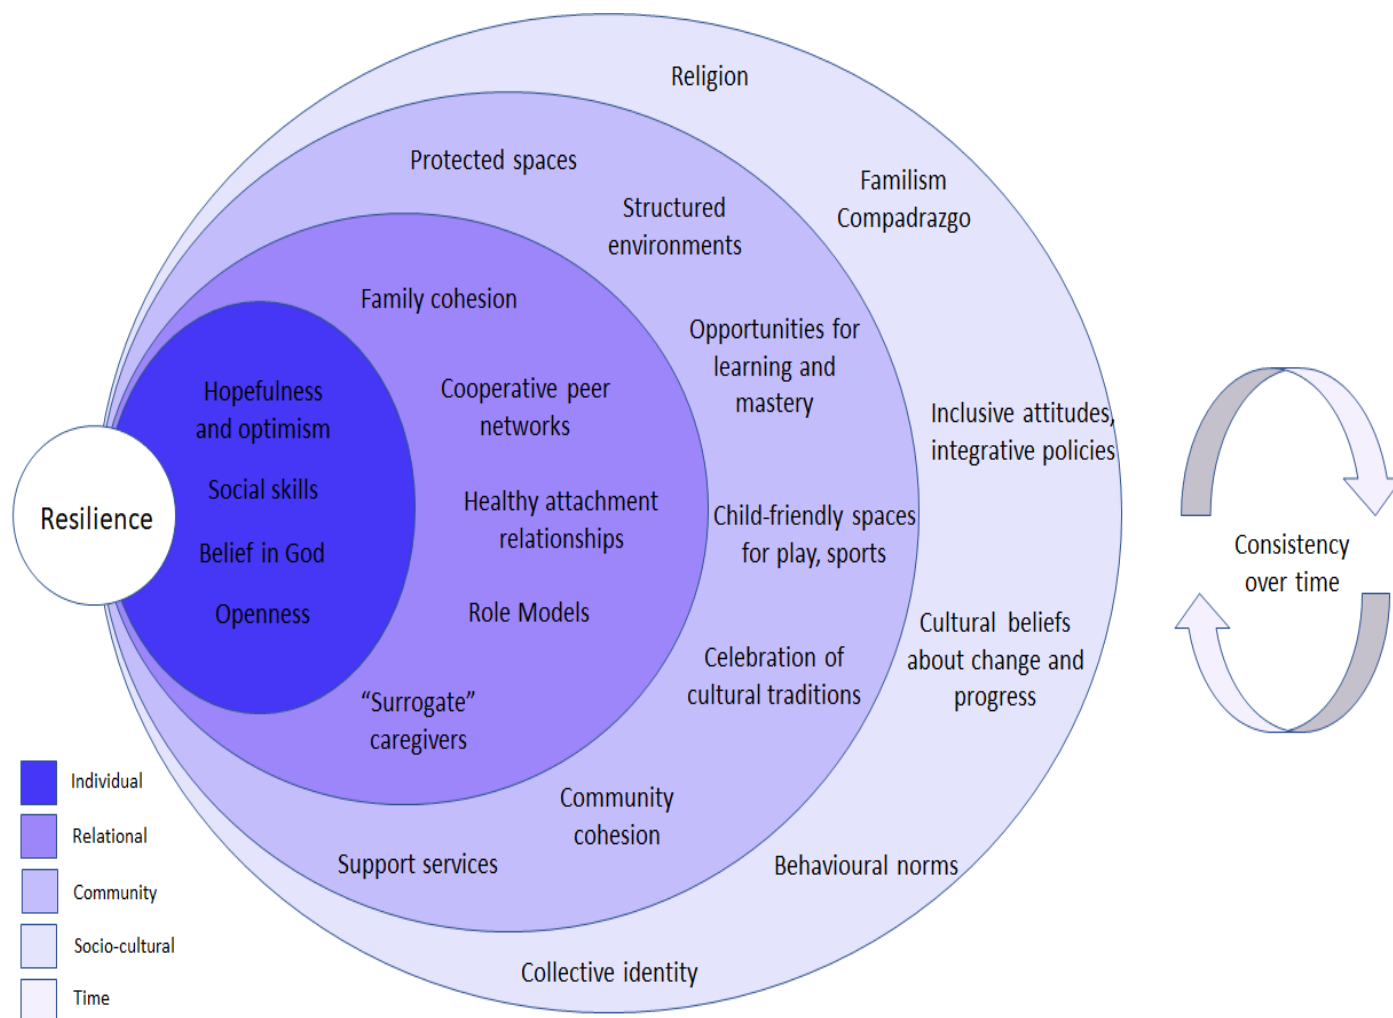 Religion
Protected spaces
Familism
Compadrazgo
Structured
environments
Family cohesion
Opportunities for
learning and
mastery
Hopefulness
and optimism
Cooperative peer
networks
Inclusive attitudes,
integrative policies
Social skills
Healthy attachment
relationships
Resilience
Child-friendly spaces
for play, sports
Consistency
over time
Belief in God
Openness
Role Models
Cultural beliefs
about change and
progress
Celebration of
cultural traditions
“Surrogate”
caregivers
Community
cohesion
Support services
Behavioural norms
Collective identity
Individual
Relational
Community
Socio-cultural
Time